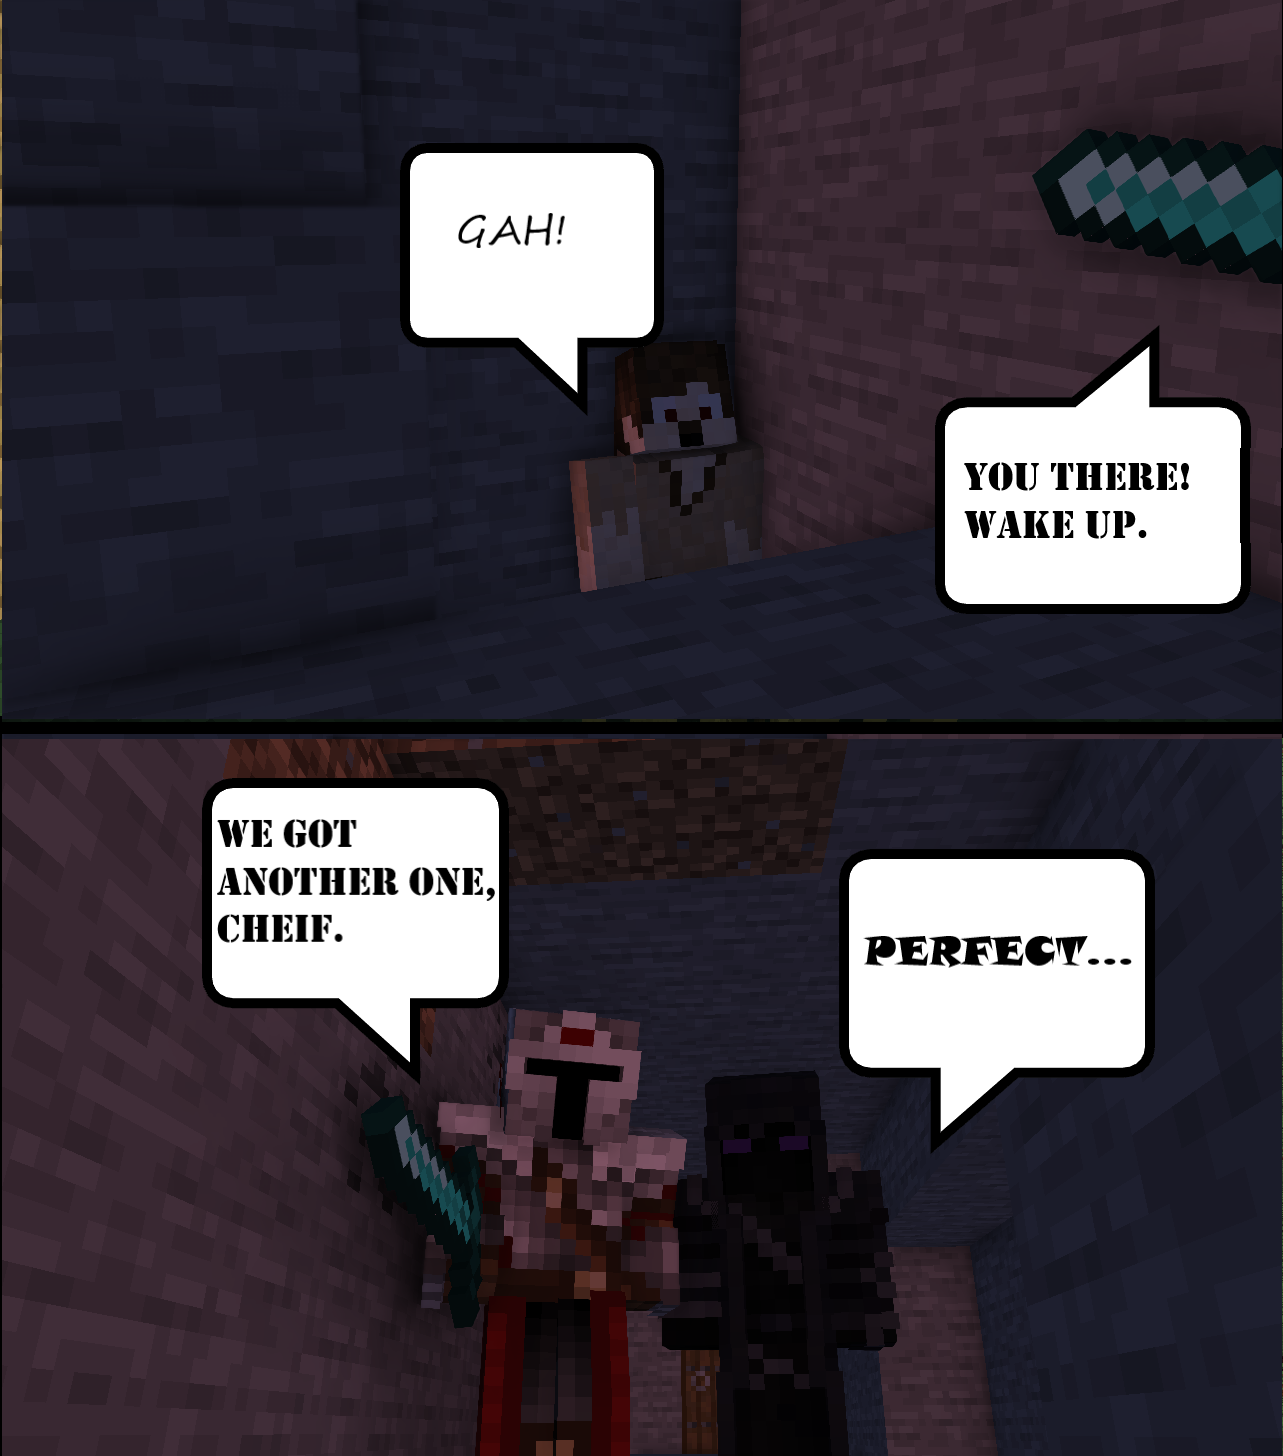 GAH!
YOU THERE!
WAKE UP.
WE GOT
ANOTHER ONE,
CHEIF.
PERFECT...